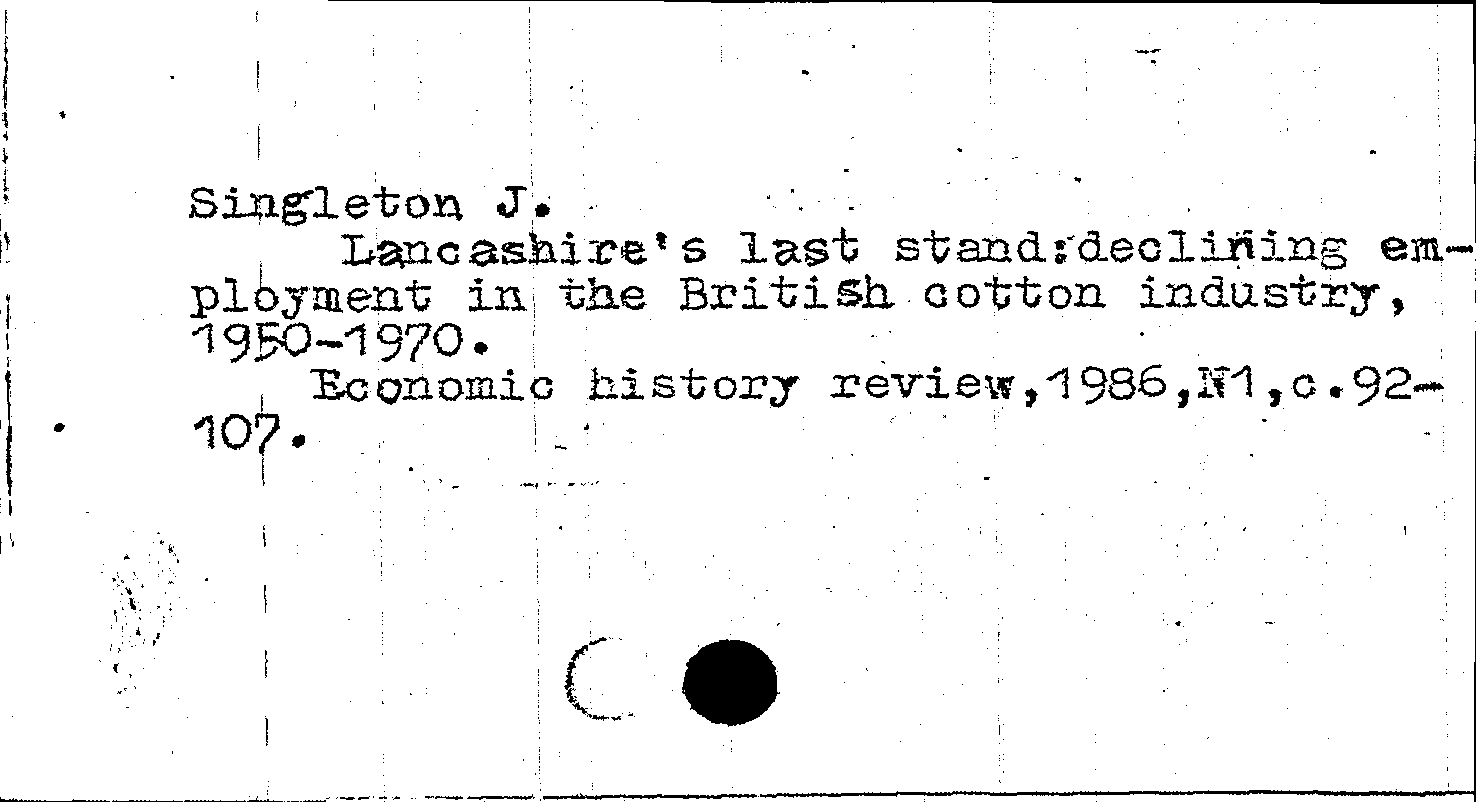 Singleton J.
Lancashire's last stand:declining em-
ployment in the British cotton industry,
1950-1970.
Economic history review,1986,N1,c.92-
107.